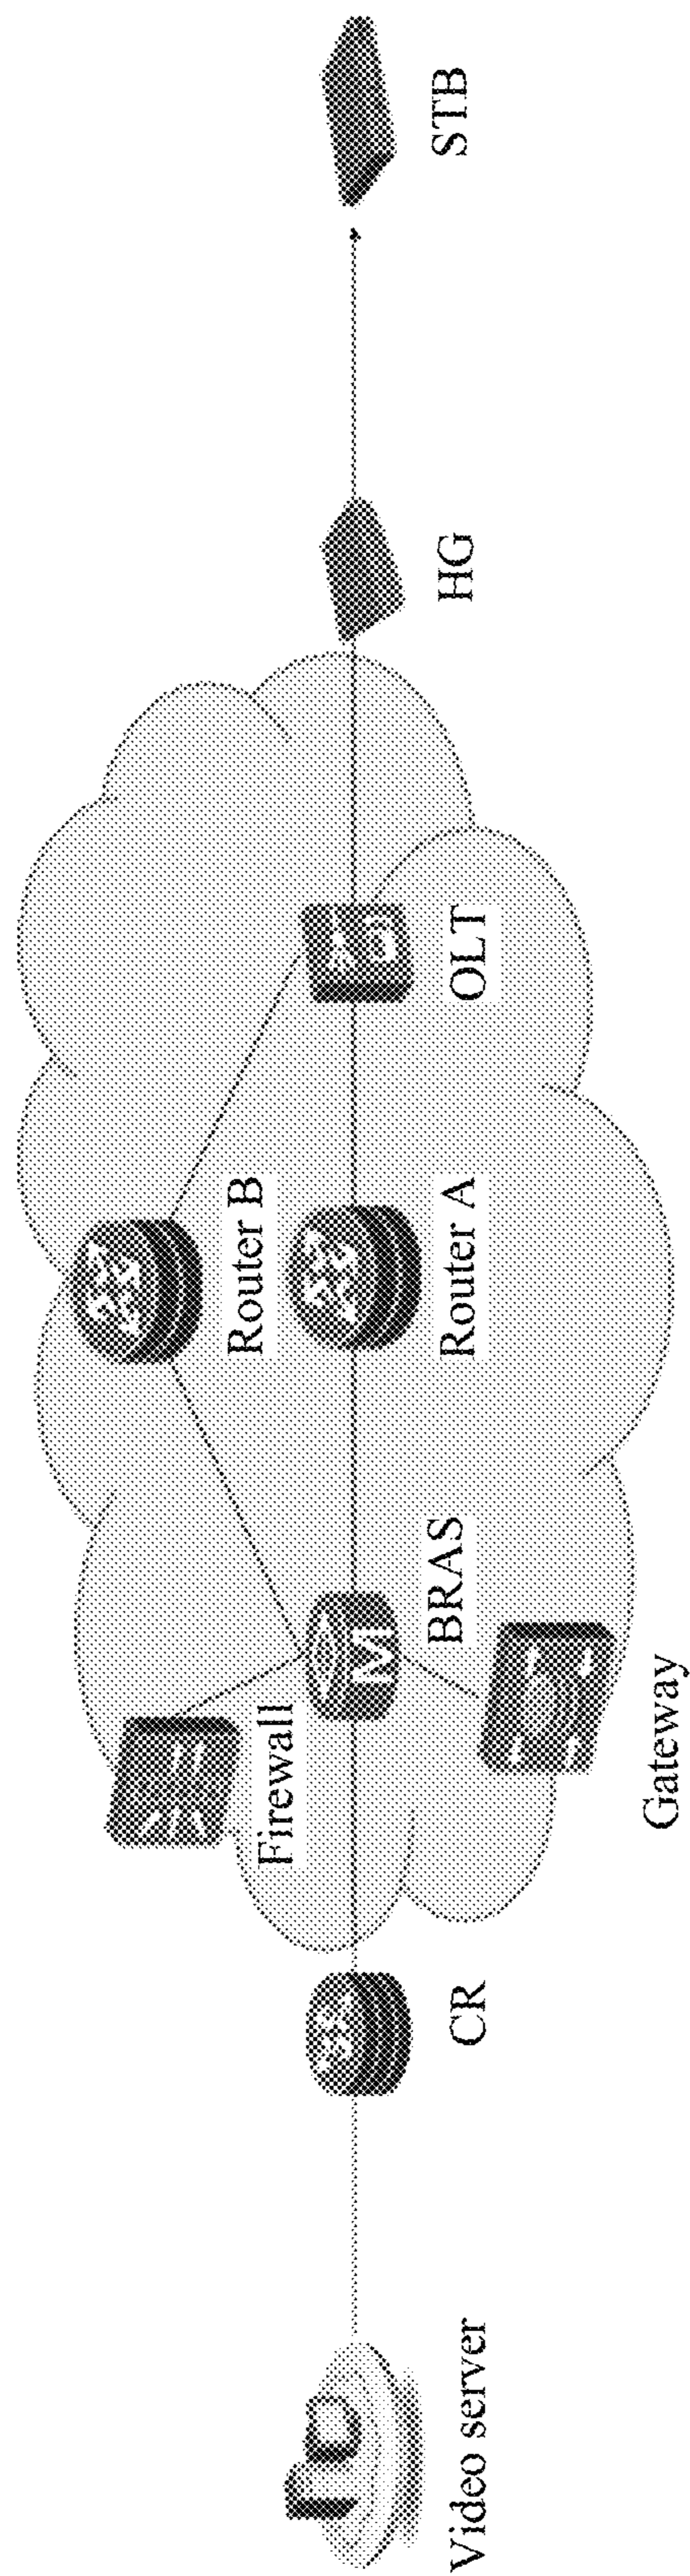 Video server
CR
Firewall
Gateway
BRAS
M
Router B
Router A
OLT
HG
STB